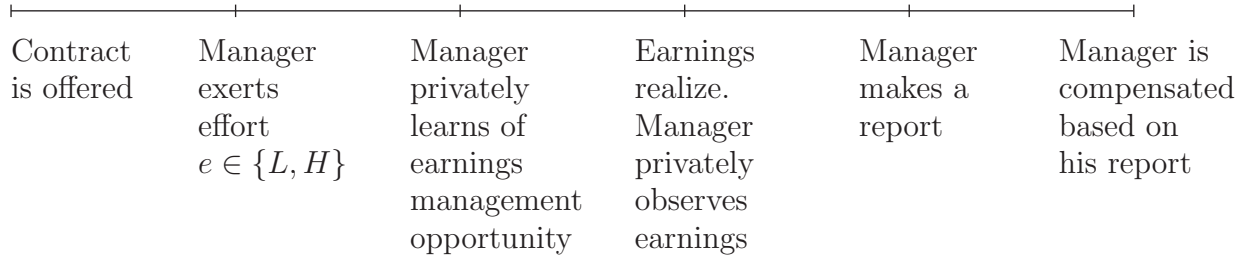 Contract
is offered
Manager
exerts
effort
e ∈ {L, H}
Manager
privately
learns of
earnings
management
opportunity
Earnings
realize.
Manager
privately
observes
earnings
Manager
makes a
report
Manager is
compensated
based on
his report